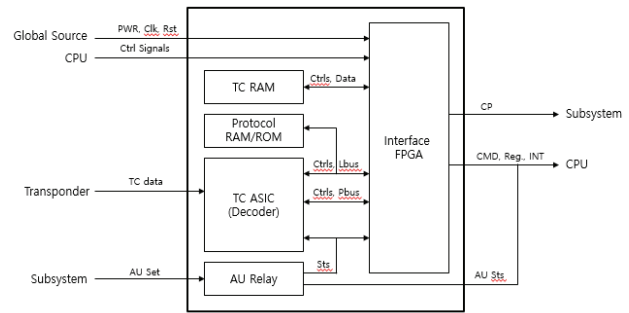 Global Source
PWR, Clk, Rst
CPU
Ctrl Signals
TC RAM
Ctrls, Data
Protocol
RAM/ROM
Interface
FPGA
CP
Subsystem
Ctrls, Lbus
CMD, Reg., INT
CPU
Transponder
TC data
TC ASIC
(Decoder)
Ctrls, Pbus
Subsystem
AU Set
AU Relay
Sts
AU Sts